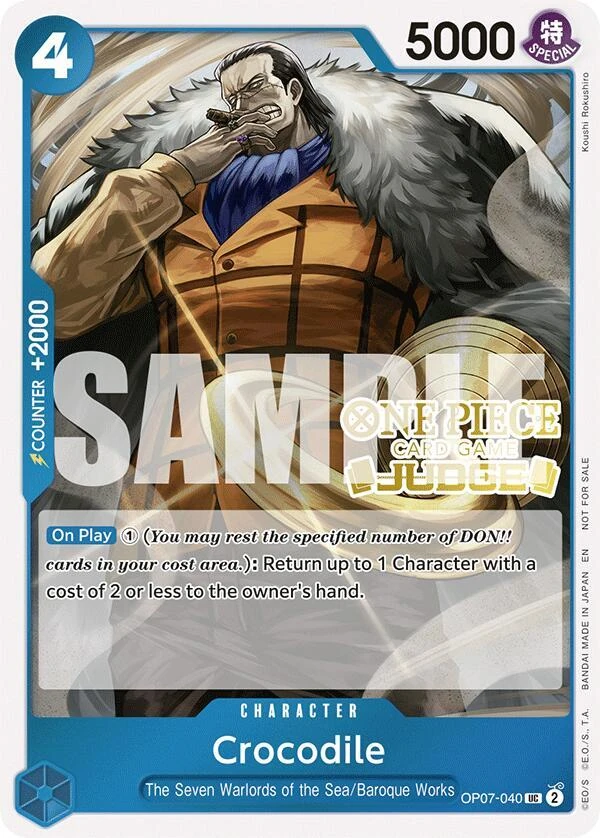 4
5000
特
SPECIAL
Koushi Rokushiro
COUNTER +2000
SAMPLE
ONE PIECE
CARD GAME
JUDGE
On Play ① (You may rest the specified number of DON!!
cards in your cost area.): Return up to 1 Character with a
cost of 2 or less to the owner's hand.
CHARACTER
Crocodile
The Seven Warlords of the Sea/Baroque Works
OP07-040 UC 2
©EO/S ©E.O./S., T.A. BANDAI MADE IN JAPAN EN NOT FOR SALE